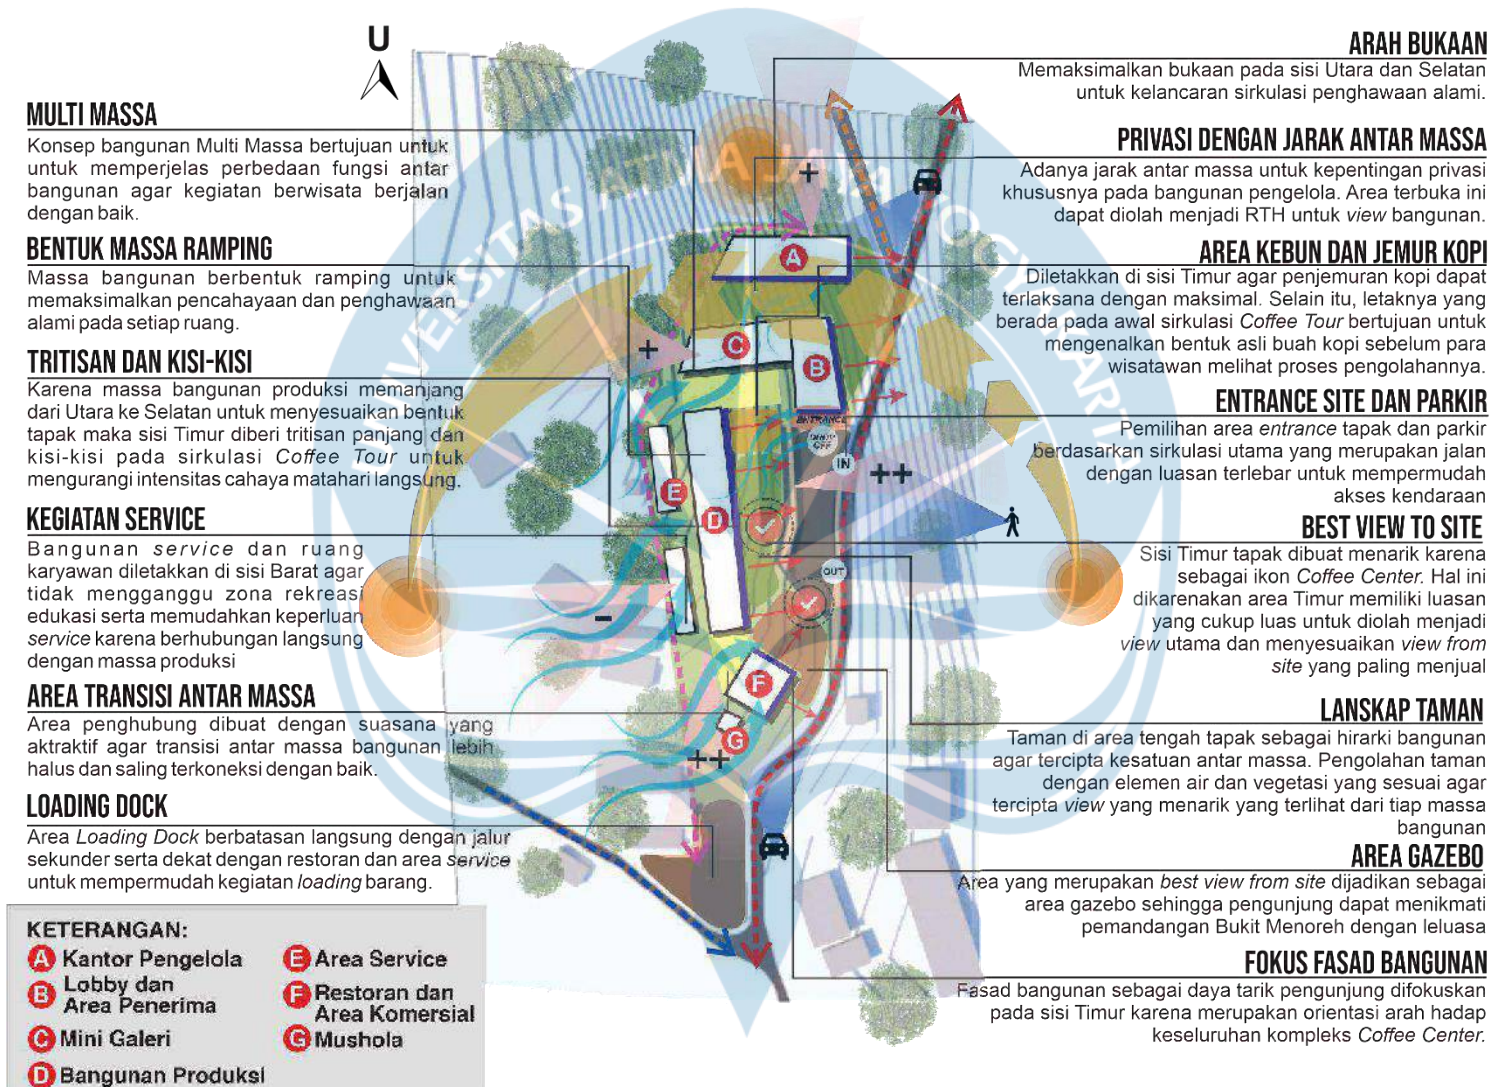 U
MULTI MASSA
Konsep bangunan Multi Massa bertujuan untuk
untuk memperjelas perbedaan fungsi antar
bangunan agar kegiatan berwisata berjalan
dengan baik.
BENTUK MASSA RAMPING
Massa bangunan berbentuk ramping untuk
memaksimalkan pencahayaan dan penghawaan
alami pada setiap ruang.
TRITISAN DAN KISI-KISI
Karena massa bangunan produksi memanjang
dari Utara ke Selatan untuk menyesuaikan bentuk
tapak maka sisi Timur diberi tritisan panjang dan
kisi-kisi pada sirkulasi Coffee Tour untuk
mengurangi intensitas cahaya matahari langsung.
KEGIATAN SERVICE
Bangunan service dan ruang
karyawan diletakkan di sisi Barat agar
tidak mengganggu zona rekreasi
edukasi serta memudahkan keperluan
service karena berhubungan langsung
dengan massa produksi
AREA TRANSISI ANTAR MASSA
Area penghubung dibuat dengan suasana yang
aktraktif agar transisi antar massa bangunan lebih
halus dan saling terkoneksi dengan baik.
LOADING DOCK
Area Loading Dock berbatasan langsung dengan jalur
sekunder serta dekat dengan restoran dan area service
untuk mempermudah kegiatan loading barang.
KETERANGAN:
A Kantor Pengelola
B Lobby dan
Area Penerima
C Mini Galeri
D Bangunan Produksi
E Area Service
F Restoran dan
Area Komersial
G Mushola
UNIVERSITAS ATMA JAYA YOGYAKARTA
+
A
+
C
B
ENTRANCE
DROP
OFF
IN
++
E
D
OUT
-
F
G
++
ARAH BUKAAN
Memaksimalkan bukaan pada sisi Utara dan Selatan
untuk kelancaran sirkulasi penghawaan alami.
PRIVASI DENGAN JARAK ANTAR MASSA
Adanya jarak antar massa untuk kepentingan privasi
khususnya pada bangunan pengelola. Area terbuka ini
dapat diolah menjadi RTH untuk view bangunan.
AREA KEBUN DAN JEMUR KOPI
Diletakkan di sisi Timur agar penjemuran kopi dapat
terlaksana dengan maksimal. Selain itu, letaknya yang
berada pada awal sirkulasi Coffee Tour bertujuan untuk
mengenalkan bentuk asli buah kopi sebelum para
wisatawan melihat proses pengolahannya.
ENTRANCE SITE DAN PARKIR
Pemilihan area entrance tapak dan parkir
berdasarkan sirkulasi utama yang merupakan jalan
dengan luasan terlebar untuk mempermudah
akses kendaraan
BEST VIEW TO SITE
Sisi Timur tapak dibuat menarik karena
sebagai ikon Coffee Center. Hal ini
dikarenakan area Timur memiliki luasan
yang cukup luas untuk diolah menjadi
view utama dan menyesuaikan view from
site yang paling menjual
LANSKAP TAMAN
Taman di area tengah tapak sebagai hirarki bangunan
agar tercipta kesatuan antar massa. Pengolahan taman
dengan elemen air dan vegetasi yang sesuai agar
tercipta view yang menarik yang terlihat dari tiap massa
bangunan
AREA GAZEBO
Area yang merupakan best view from site dijadikan sebagai
area gazebo sehingga pengunjung dapat menikmati
pemandangan Bukit Menoreh dengan leluasa
FOKUS FASAD BANGUNAN
Fasad bangunan sebagai daya tarik pengunjung difokuskan
pada sisi Timur karena merupakan orientasi arah hadap
keseluruhan kompleks Coffee Center.